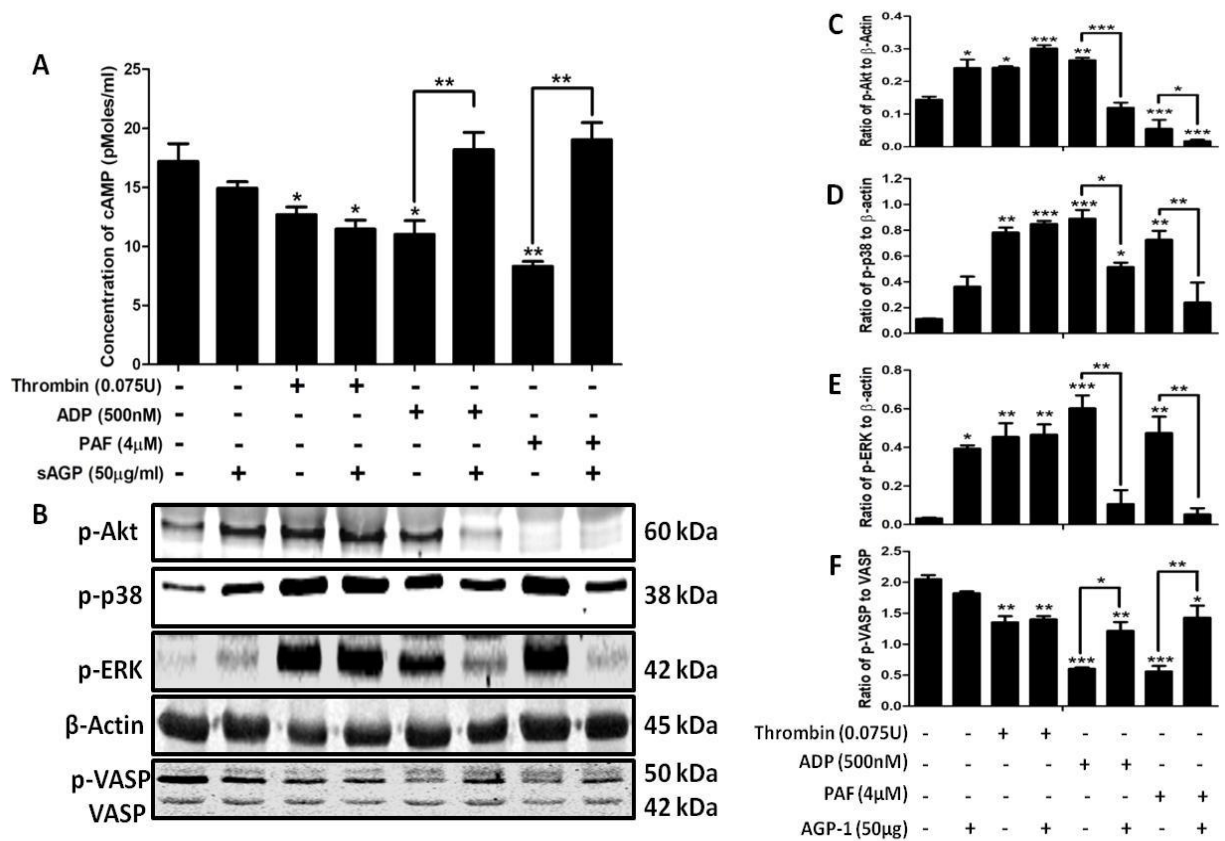 A
Concentration of cAMP (pMoles/ml)
25
20
15
10
5
0
* * * ** ** **
Thrombin (0.075U) - - + + - - - -
ADP (500nM) - - - - + + - -
PAF (4μM) - - - - - - + +
sAGP (50μg/ml) - + - + - + - +
B
p-Akt 60 kDa
p-p38 38 kDa
p-ERK 42 kDa
β-Actin 45 kDa
p-VASP 50 kDa
VASP 42 kDa
C
Ratio of p-Akt to β-Actin
0.4
0.3
0.2
0.1
0.0
* * *** ** *** *** * ***
D
Ratio of p-p38 to β-actin
1.2
1.0
0.8
0.6
0.4
0.2
0.0
** *** *** * * ** **
E
Ratio of p-ERK to β-actin
0.8
0.6
0.4
0.2
0.0
* ** ** *** ** ** **
F
Ratio of p-VASP to VASP
2.5
2.0
1.5
1.0
0.5
0.0
** ** *** * ** *** ** *
Thrombin (0.075U) - - + + - - - -
ADP (500nM) - - - - + + - -
PAF (4μM) - - - - - - + +
AGP-1 (50μg) - + - + - + - +